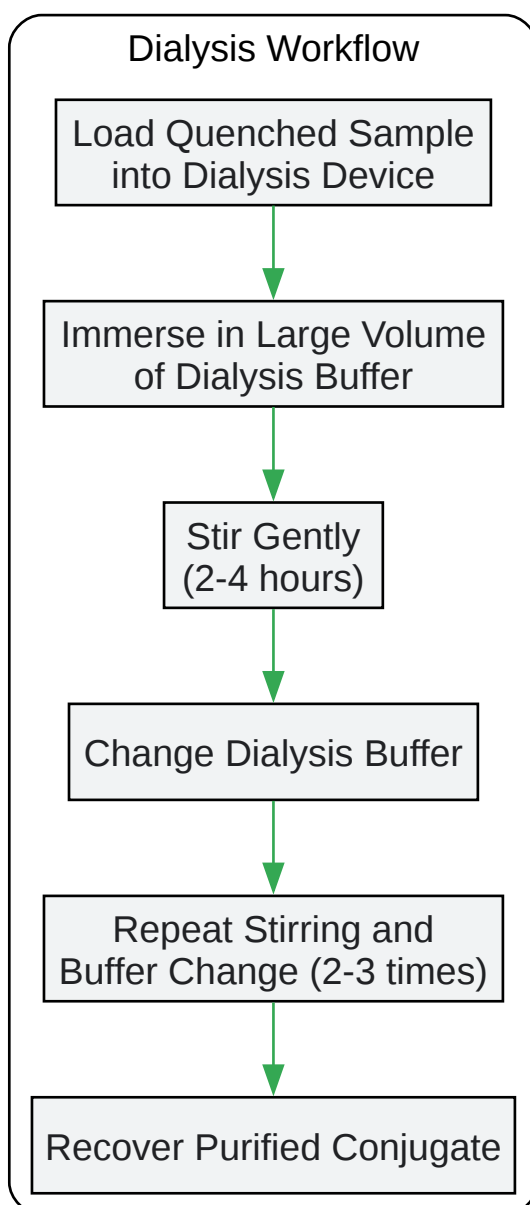 Dialysis Workflow
Load Quenched Sample
into Dialysis Device
Immerse in Large Volume
of Dialysis Buffer
Stir Gently
(2-4 hours)
Change Dialysis Buffer
Repeat Stirring and
Buffer Change (2-3 times)
Recover Purified Conjugate